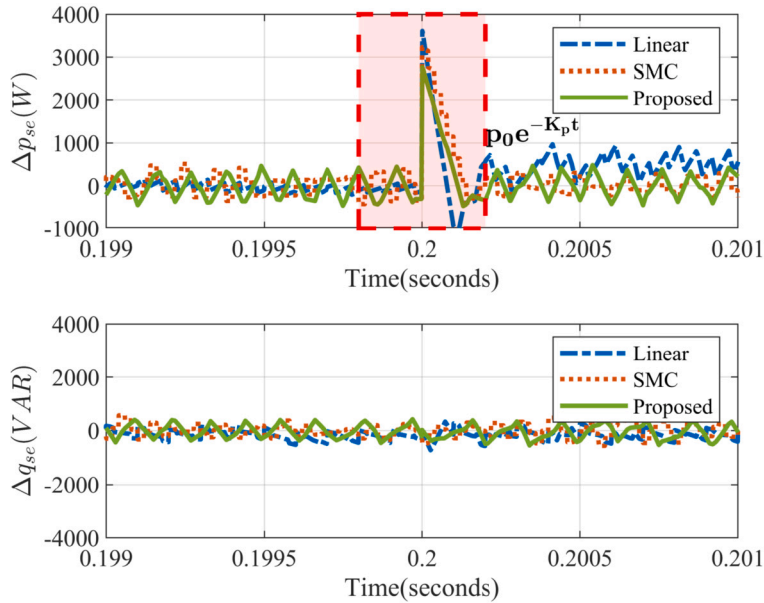 4000
3000
2000
1000
0
-1000
Δp_se(W)
Linear
SMC
Proposed
p₀e^{-K_p t}
0.199
0.1995
0.2
0.2005
0.201
Time(seconds)
4000
2000
0
-2000
-4000
Δq_se(VAR)
Linear
SMC
Proposed
0.199
0.1995
0.2
0.2005
0.201
Time(seconds)